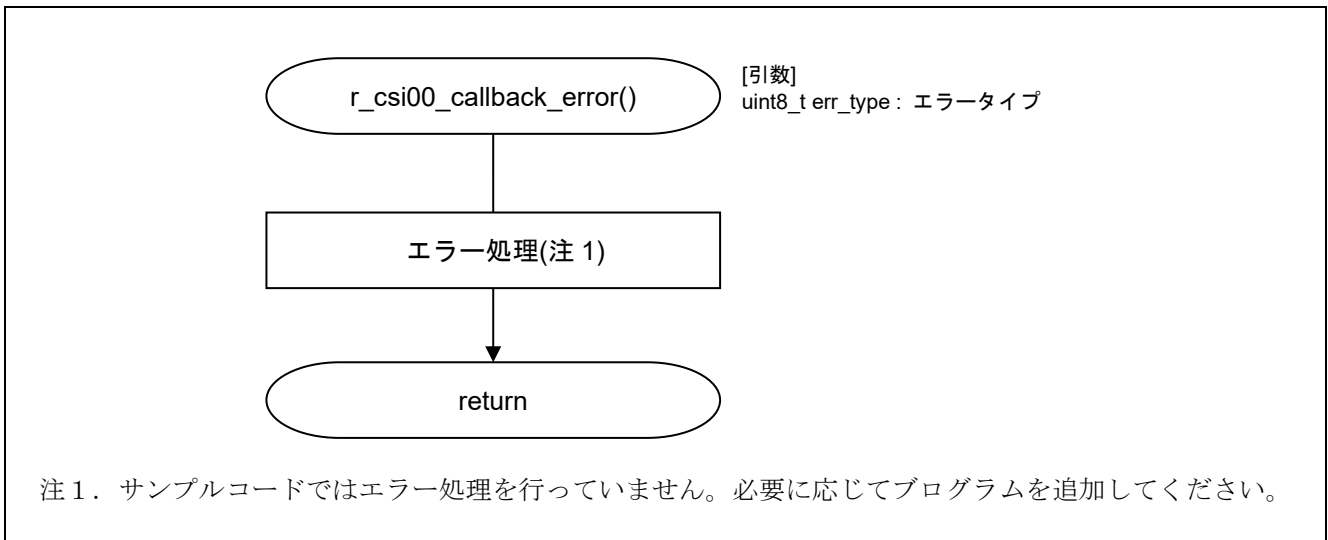 r_csi00_callback_error()
[引数]
uint8_t err_type : エラータイプ
エラー処理(注 1)
return
注1．サンプルコードではエラー処理を行っていません。必要に応じてブログラムを追加してください。